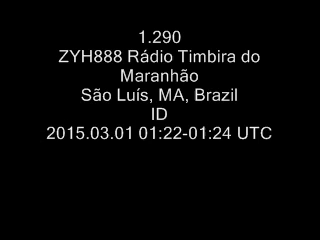 1.290
ZYH888 Rádio Timbira do
Maranhão
São Luís, MA, Brazil
ID
2015.03.01 01:22-01:24 UTC